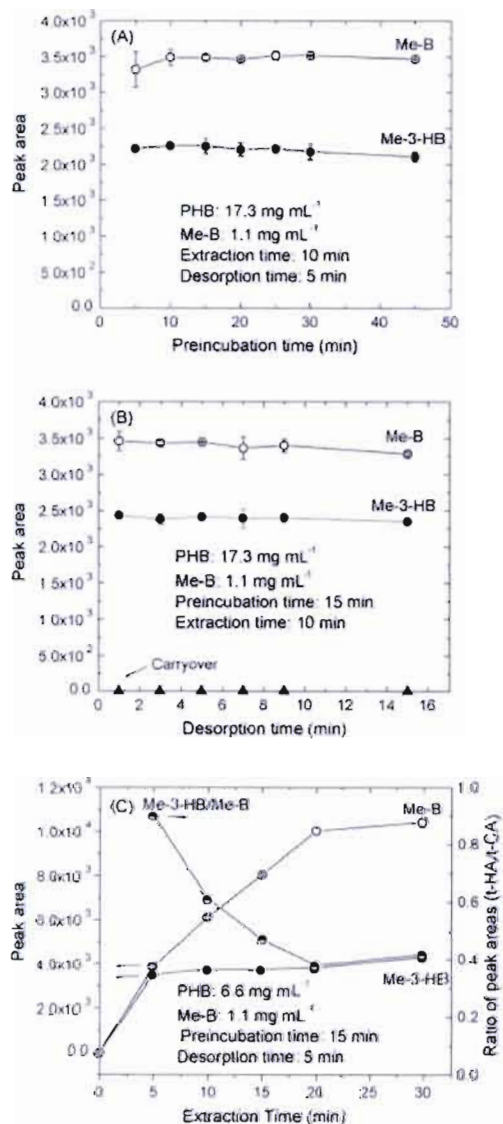 (A)
4.0x10³
3.5x10³
3.0x10³
2.5x10³
2.0x10³
1.5x10³
1.0x10³
5.0x10²
0.0
Peak area
Me-B
Me-3-HB
PHB: 17.3 mg mL⁻¹
Me-B: 1.1 mg mL⁻¹
Extraction time: 10 min
Desorption time: 5 min
0 10 20 30 40 50
Preincubation time (min)
(B)
4.0x10³
3.5x10³
3.0x10³
2.5x10³
2.0x10³
1.5x10³
1.0x10³
5.0x10²
0.0
Peak area
Me-B
Me-3-HB
PHB: 17.3 mg mL⁻¹
Me-B: 1.1 mg mL⁻¹
Preincubation time: 15 min
Extraction time: 10 min
Carryover
2 4 6 8 10 12 14 16
Desorption time (min)
(C)
1.2x10⁴
1.0x10⁴
8.0x10³
6.0x10³
4.0x10³
2.0x10³
0.0
Peak area
Me-3-HB/Me-B
Me-B
Me-3-HB
PHB: 6.6 mg mL⁻¹
Me-B: 1.1 mg mL⁻¹
Preincubation time: 15 min
Desorption time: 5 min
1.0
0.8
0.6
0.4
0.2
0.0
Ratio of peak areas (t-HA/t-CA)
0 5 10 15 20 25 30
Extraction Time (min)